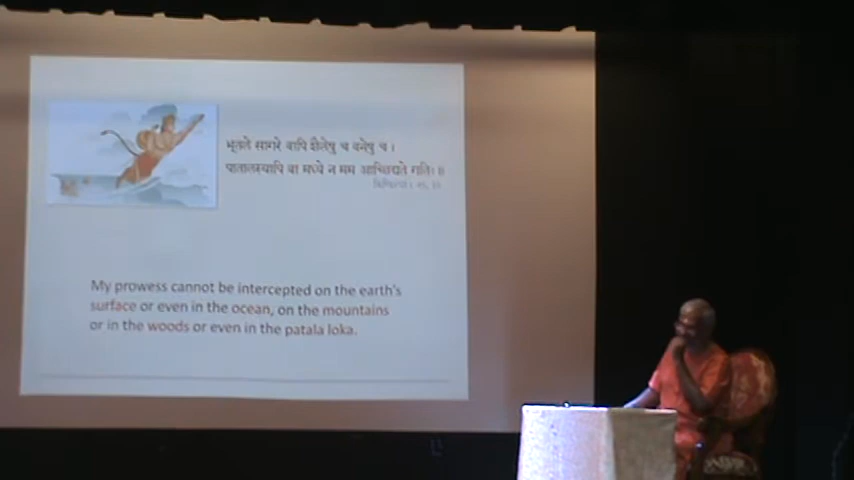 भूतले सागरे वापि शैलेषु च वनेषु च ।
पातालस्यापि वा मध्ये न मम आच्छिद्यते गतिः ॥
My prowess cannot be intercepted on the earth's
surface or even in the ocean, on the mountains
or in the woods or even in the patala loka.